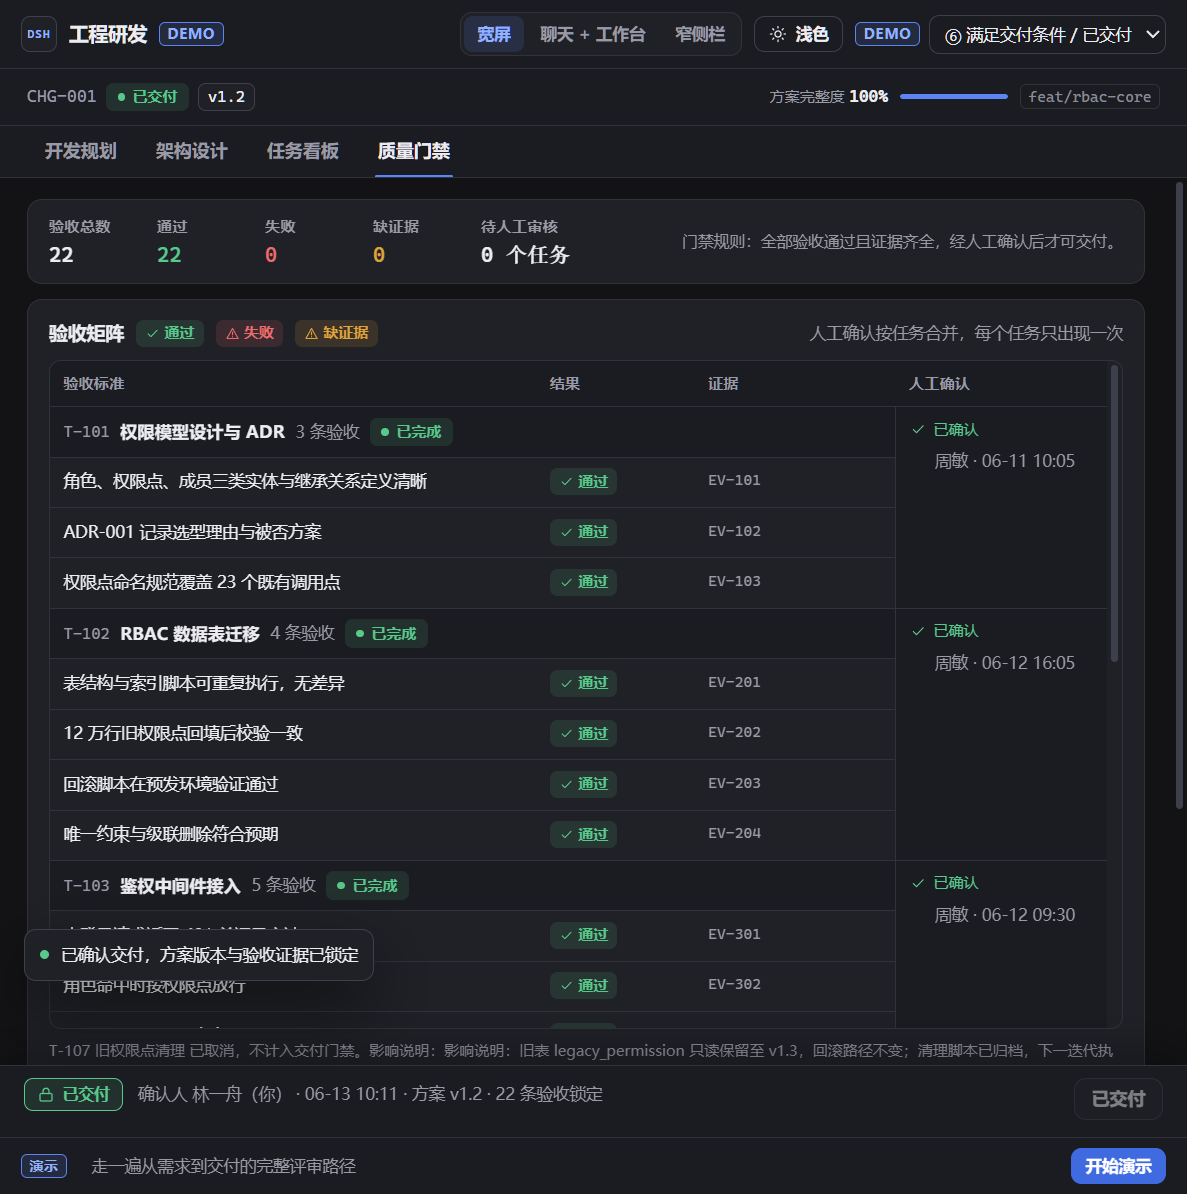 DSH 工程研发 DEMO 宽屏 聊天 + 工作台 窄侧栏 浅色 DEMO ⑥ 满足交付条件 / 已交付
CHG-001 已交付 v1.2 方案完整度 100% feat/rbac-core
开发规划 架构设计 任务看板 质量门禁
验收总数 通过 失败 缺证据 待人工审核
22 22 0 0 0 个任务
门禁规则：全部验收通过且证据齐全，经人工确认后才可交付。
验收矩阵 通过 失败 缺证据 人工确认按任务合并，每个任务只出现一次
验收标准 结果 证据 人工确认
T-101 权限模型设计与 ADR 3 条验收 已完成 已确认
周敏 · 06-11 10:05
角色、权限点、成员三类实体与继承关系定义清晰 通过 EV-101
ADR-001 记录选型理由与被否方案 通过 EV-102
权限点命名规范覆盖 23 个既有调用点 通过 EV-103
T-102 RBAC 数据表迁移 4 条验收 已完成 已确认
周敏 · 06-12 16:05
表结构与索引脚本可重复执行，无差异 通过 EV-201
12 万行旧权限点回填后校验一致 通过 EV-202
回滚脚本在预发环境验证通过 通过 EV-203
唯一约束与级联删除符合预期 通过 EV-204
T-103 鉴权中间件接入 5 条验收 已完成 已确认
周敏 · 06-12 09:30
通过 EV-301
已确认交付，方案版本与验收证据已锁定
角色命中时按权限点放行 通过 EV-302
T-107 旧权限点清理 已取消，不计入交付门禁。影响说明：影响说明：旧表 legacy_permission 只读保留至 v1.3，回滚路径不变；清理脚本已归档，下一迭代执
已交付 确认人 林一舟（你） · 06-13 10:11 · 方案 v1.2 · 22 条验收锁定 已交付
演示 走一遍从需求到交付的完整评审路径 开始演示